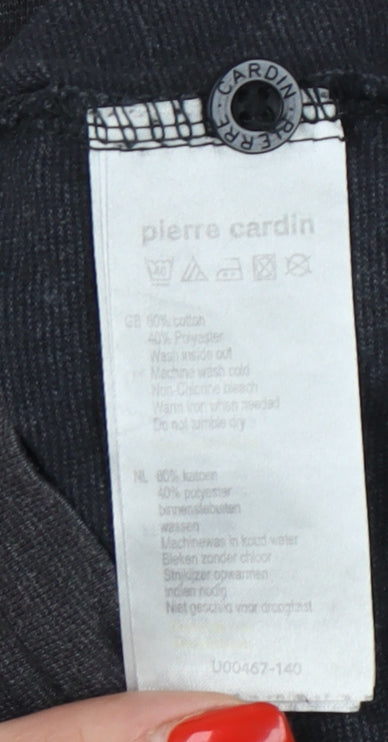 PIERRE CARDIN
pierre cardin
40
GB 60% cotton
40% Polyester
Wash inside out
Machine wash cold
Non-Chlorine bleach
Warm iron when needed
Do not tumble dry
NL 60% katoen
40% polyester
binnenstebuiten
wassen
Machinewas in koud water
Bleken zonder chloor
Strijkijzer opwarmen
indien nodig
Niet geschikt voor droogtrist
U00467-140